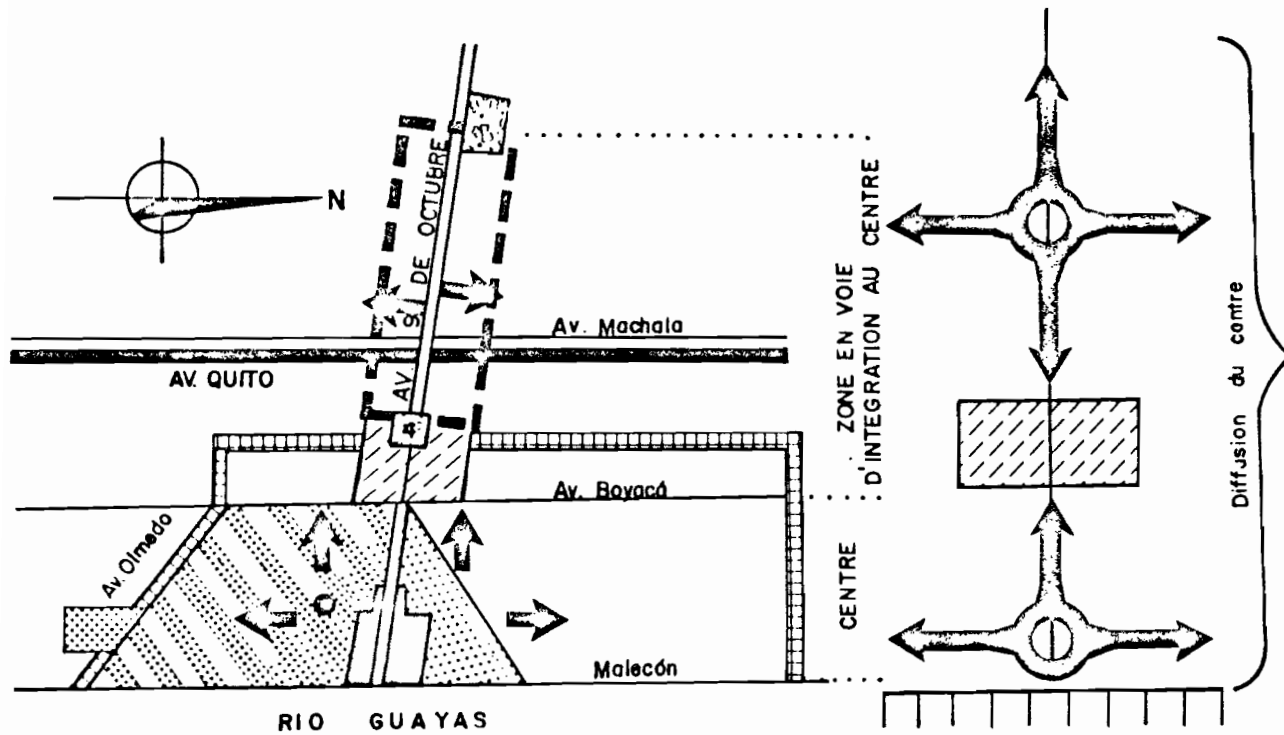 N
AV. 9 DE OCTUBRE
Av. Machala
AV. QUITO
4
Av. Boyacá
Av. Olmedo
Malecón
RIO GUAYAS
ZONE EN VOIE
D'INTEGRATION AU CENTRE
CENTRE
Diffusion du centre